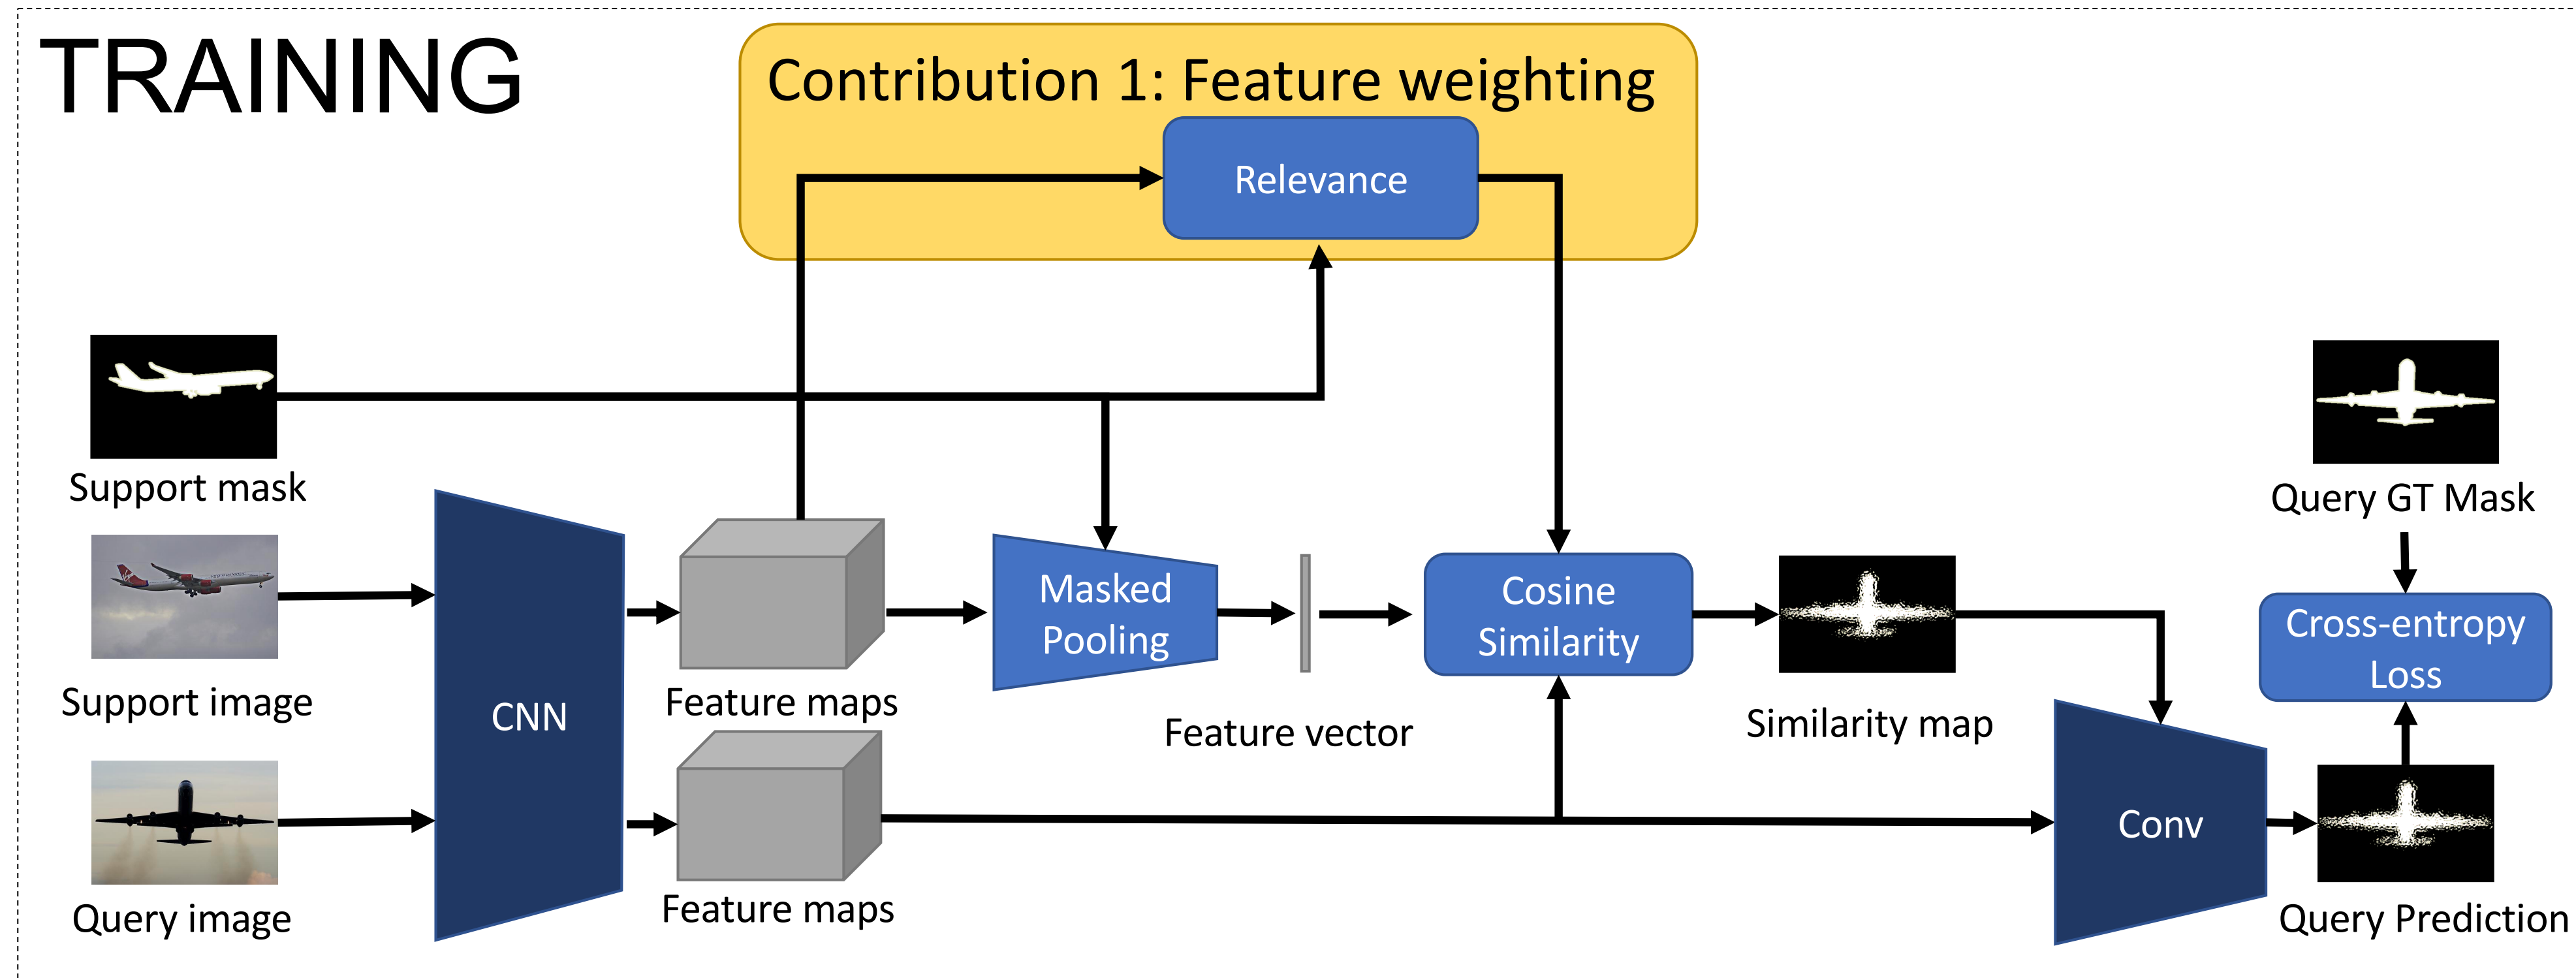 TRAINING
Contribution 1: Feature weighting
Relevance
Support mask
Query GT Mask
Masked
Pooling
Cosine
Similarity
Cross-entropy
Loss
Support image
CNN
Feature maps
Feature vector
Similarity map
Conv
Query image
Feature maps
Query Prediction